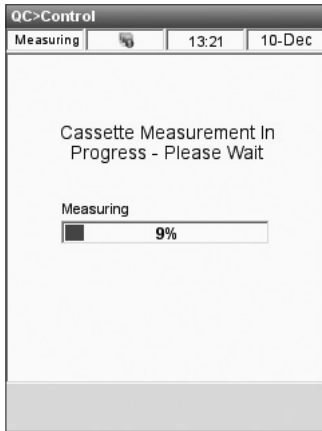 QC>Control
Measuring 13:21 10-Dec
Cassette Measurement In
Progress - Please Wait
Measuring
9%